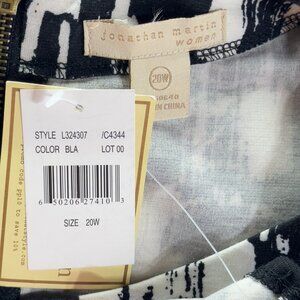 jonathan martin
women
20W
IN CHINA
STYLE L324307 /C4344
COLOR BLA LOT 00
6 50206 27410 3
SIZE 20W